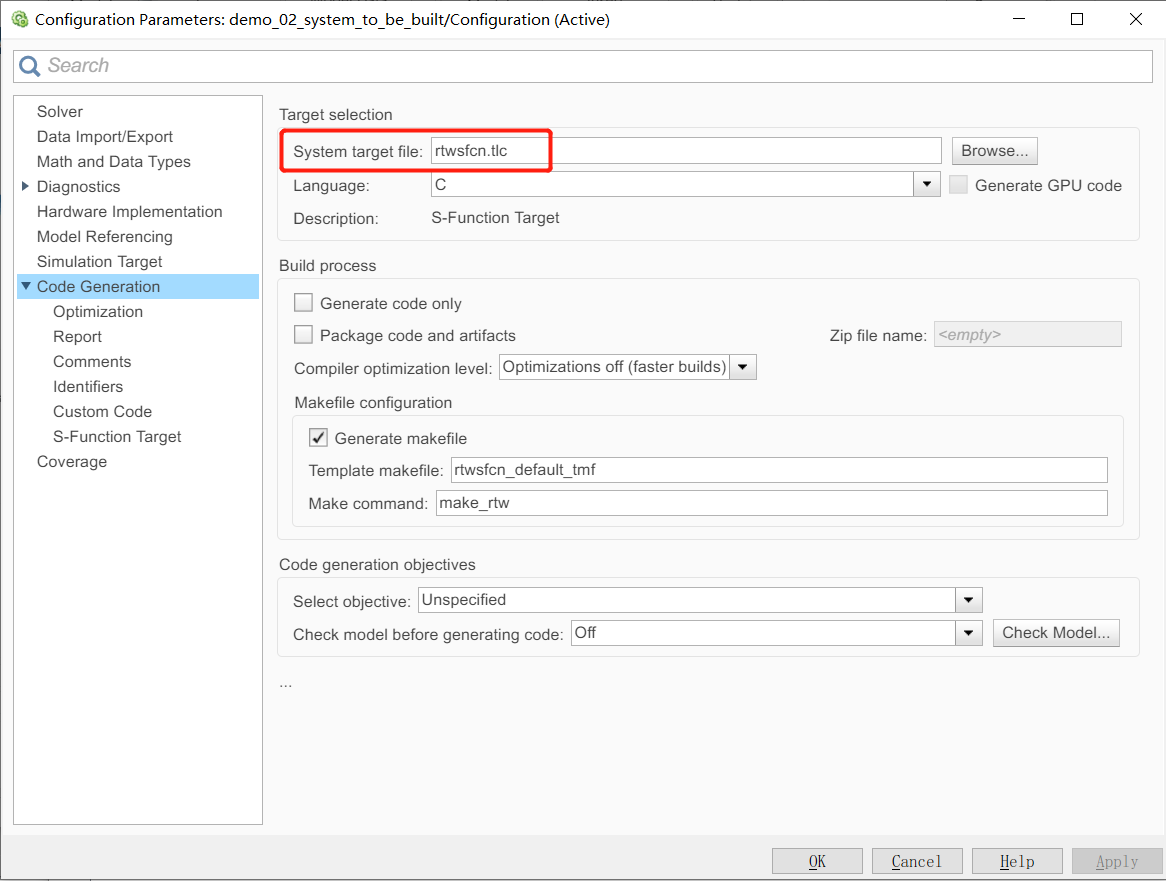 Configuration Parameters: demo_02_system_to_be_built/Configuration (Active)
Search
Solver
Data Import/Export
Math and Data Types
Diagnostics
Hardware Implementation
Model Referencing
Simulation Target
Code Generation
Optimization
Report
Comments
Identifiers
Custom Code
S-Function Target
Coverage
Target selection
System target file: rtwsfcn.tlc Browse...
Language: C Generate GPU code
Description: S-Function Target
Build process
Generate code only
Package code and artifacts Zip file name: <empty>
Compiler optimization level: Optimizations off (faster builds)
Makefile configuration
Generate makefile
Template makefile: rtwsfcn_default_tmf
Make command: make_rtw
Code generation objectives
Select objective: Unspecified
Check model before generating code: Off Check Model...
...
OK Cancel Help Apply